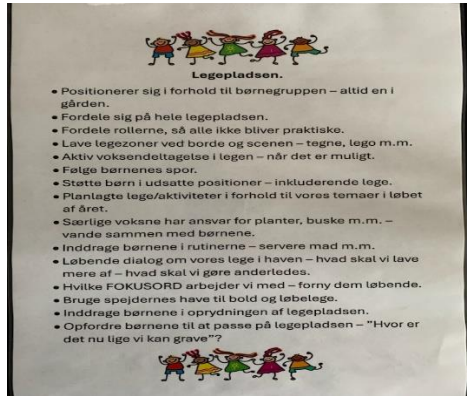 Legepladsen.
• Positionerer sig i forhold til børnegruppen – altid en i
gården.
• Fordele sig på hele legepladsen.
• Fordele rollerne, så alle ikke bliver praktiske.
• Lave legezoner ved borde og scenen – tegne, lego m.m.
• Aktiv voksendeltagelse i legen – når det er muligt.
• Følge børnenes spor.
• Støtte børn i udsatte positioner – inkluderende lege.
• Planlagte lege/aktiviteter i forhold til vores temaer i løbet
af året.
• Særlige voksne har ansvar for planter, buske m.m. –
vande sammen med børnene.
• Inddrage børnene i rutinerne – servere mad m.m.
• Løbende dialog om vores lege i haven – hvad skal vi lave
mere af – hvad skal vi gøre anderledes.
• Hvilke FOKUSORD arbejder vi med – forny dem løbende.
• Bruge spejdernes have til bold og løbelege.
• Inddrage børnene i oprydningen af legepladsen.
• Opfordre børnene til at passe på legepladsen – ”Hvor er
det nu lige vi kan grave”?